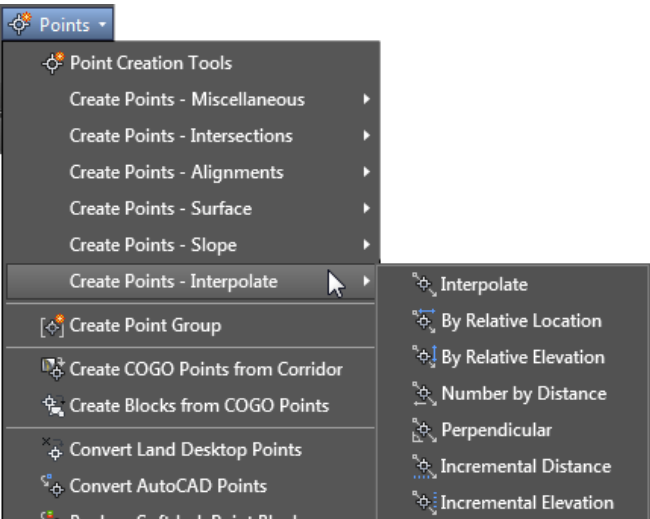 Points
Point Creation Tools
Create Points - Miscellaneous
Create Points - Intersections
Create Points - Alignments
Create Points - Surface
Create Points - Slope
Create Points - Interpolate
Create Point Group
Create COGO Points from Corridor
Create Blocks from COGO Points
Convert Land Desktop Points
Convert AutoCAD Points
Interpolate
By Relative Location
By Relative Elevation
Number by Distance
Perpendicular
Incremental Distance
Incremental Elevation